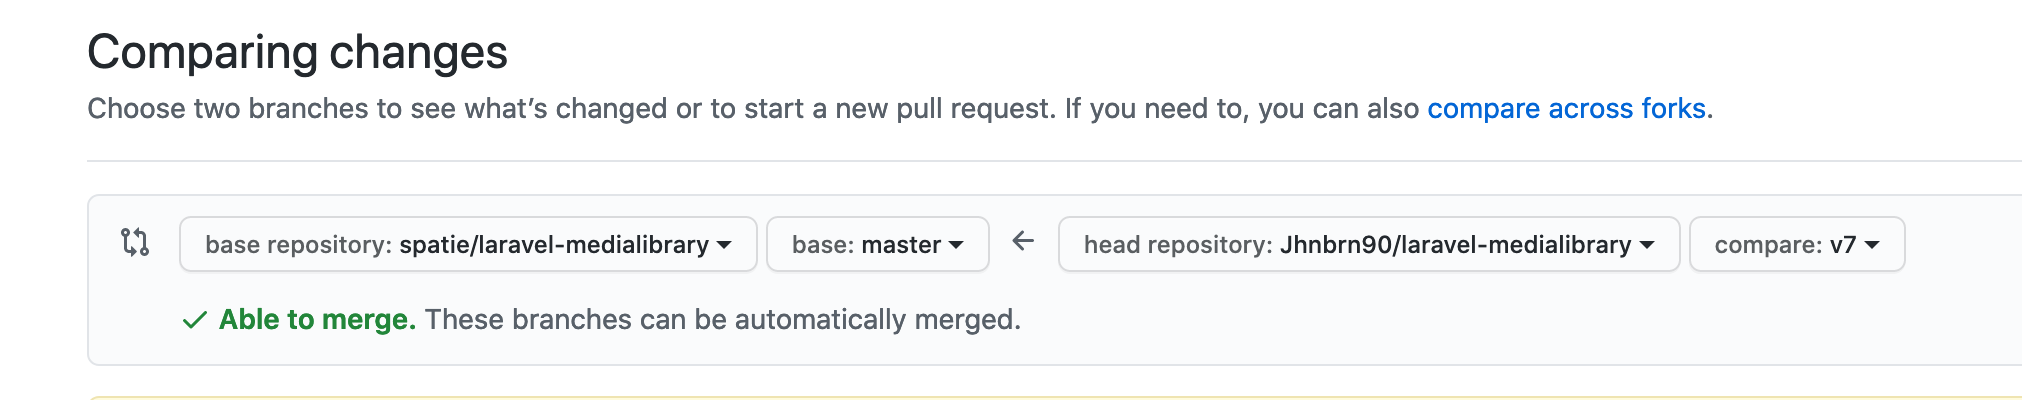 Comparing changes
Choose two branches to see what’s changed or to start a new pull request. If you need to, you can also compare across forks.
base repository: spatie/laravel-medialibrary base: master head repository: Jhnbrn90/laravel-medialibrary compare: v7
Able to merge. These branches can be automatically merged.